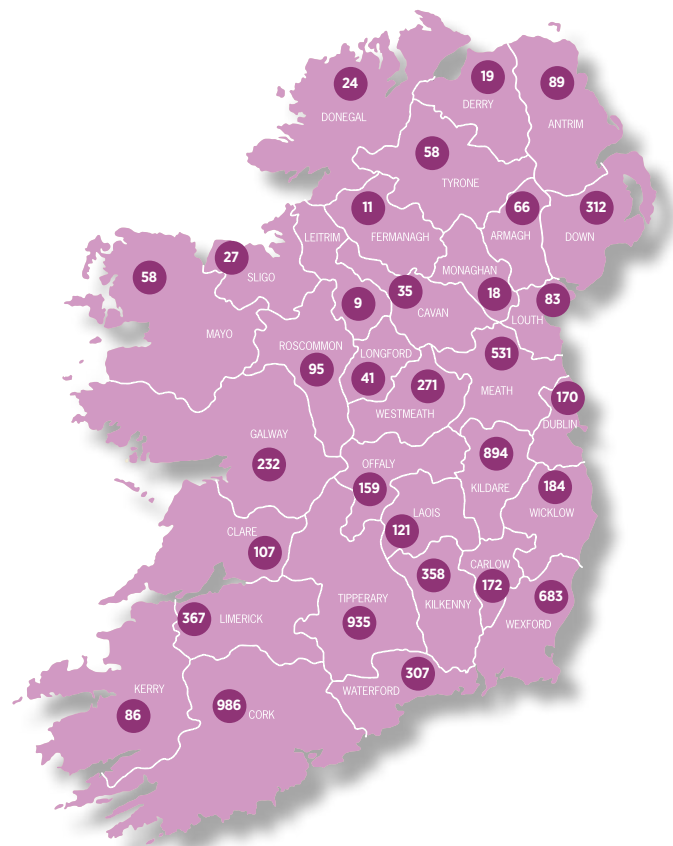 24
DONEGAL
19
DERRY
89
ANTRIM
58
TYRONE
11
FERMANAGH
66
ARMAGH
312
DOWN
LEITRIM
9
27
SLIGO
58
MAYO
MONAGHAN
18
35
CAVAN
83
LOUTH
ROSCOMMON
95
LONGFORD
41
271
WESTMEATH
531
MEATH
170
DUBLIN
GALWAY
232
OFFALY
159
894
KILDARE
184
WICKLOW
LAOIS
121
CLARE
107
358
KILKENNY
CARLOW
172
683
WEXFORD
TIPPERARY
935
367
LIMERICK
307
WATERFORD
KERRY
86
986
CORK